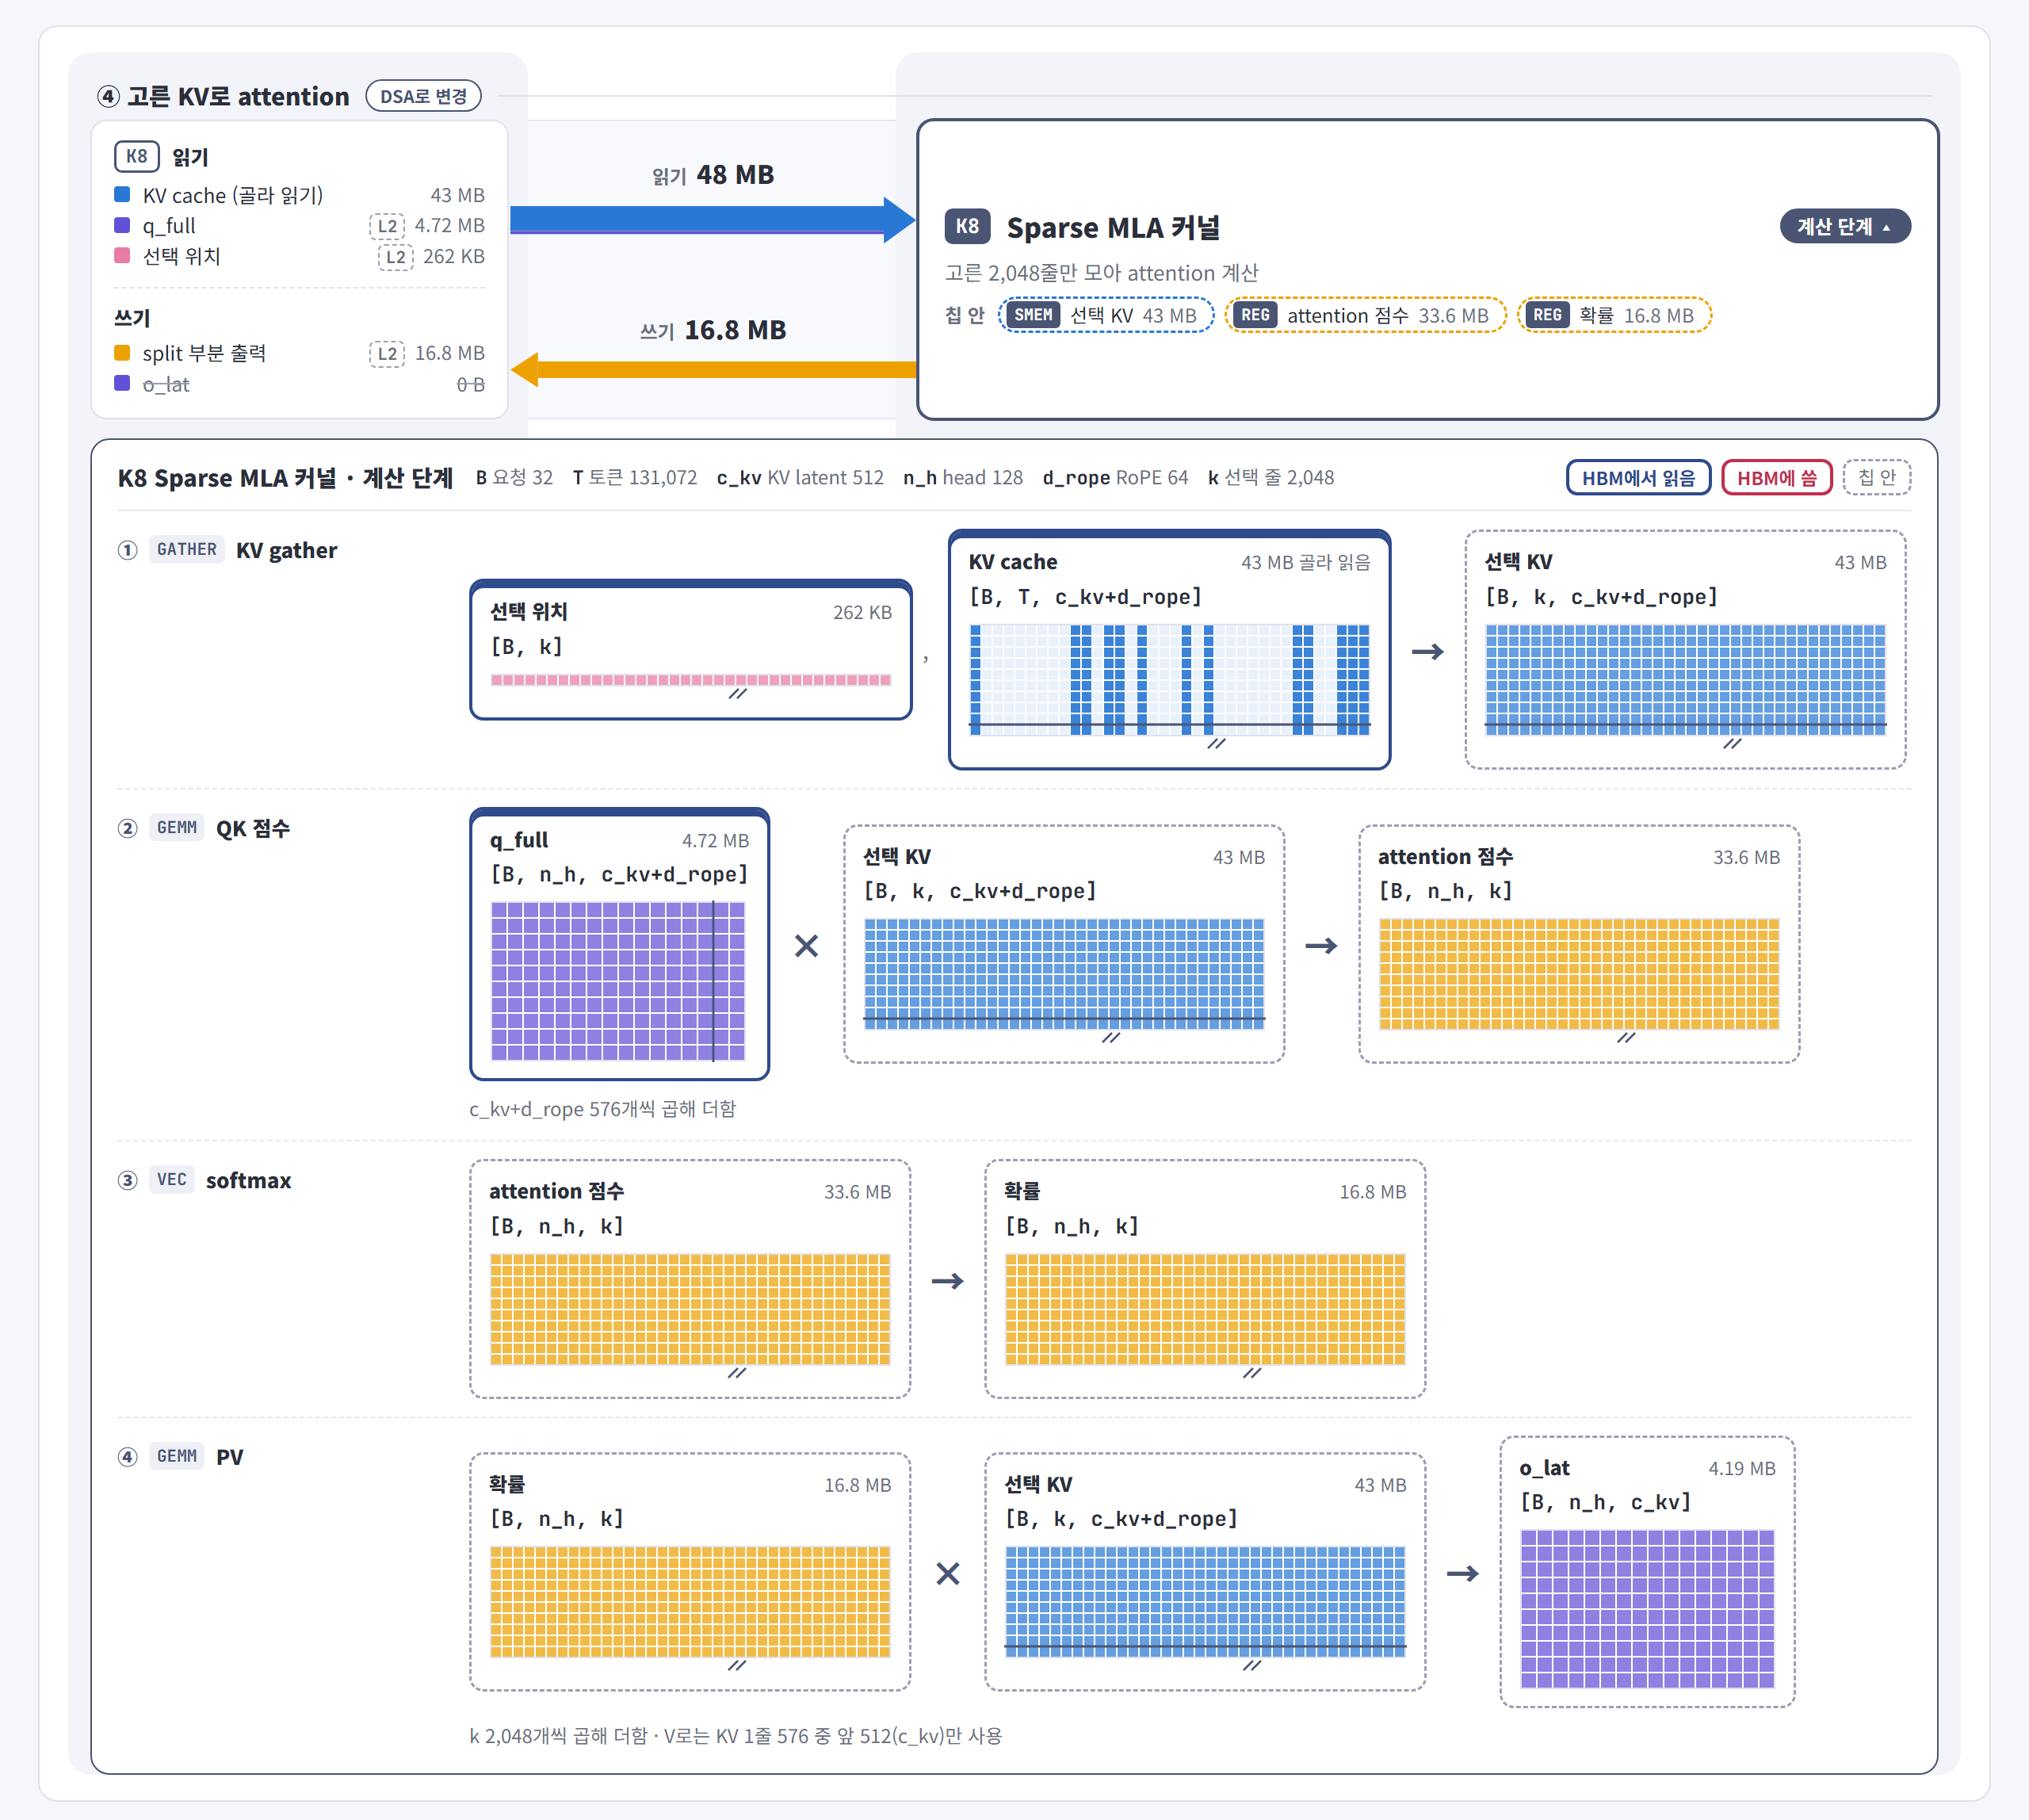 ④ 고른 KV로 attention DSA로 변경
K8 읽기
KV cache (골라 읽기) 43 MB
q_full L2 4.72 MB
선택 위치 L2 262 KB
쓰기
split 부분 출력 L2 16.8 MB
o_lat 0 B
읽기 48 MB
쓰기 16.8 MB
K8 Sparse MLA 커널 계산 단계 ▲
고른 2,048줄만 모아 attention 계산
칩 안 SMEM 선택 KV 43 MB REG attention 점수 33.6 MB REG 확률 16.8 MB
K8 Sparse MLA 커널 · 계산 단계 B 요청 32 T 토큰 131,072 c_kv KV latent 512 n_h head 128 d_rope RoPE 64 k 선택 줄 2,048 HBM에서 읽음 HBM에 씀 칩 안
① GATHER KV gather
선택 위치 262 KB
[B, k]
,
KV cache 43 MB 골라 읽음
[B, T, c_kv+d_rope]
→
선택 KV 43 MB
[B, k, c_kv+d_rope]
② GEMM QK 점수
q_full 4.72 MB
[B, n_h, c_kv+d_rope]
×
선택 KV 43 MB
[B, k, c_kv+d_rope]
→
attention 점수 33.6 MB
[B, n_h, k]
c_kv+d_rope 576개씩 곱해 더함
③ VEC softmax
attention 점수 33.6 MB
[B, n_h, k]
→
확률 16.8 MB
[B, n_h, k]
④ GEMM PV
확률 16.8 MB
[B, n_h, k]
×
선택 KV 43 MB
[B, k, c_kv+d_rope]
→
o_lat 4.19 MB
[B, n_h, c_kv]
k 2,048개씩 곱해 더함 · V로는 KV 1줄 576 중 앞 512(c_kv)만 사용